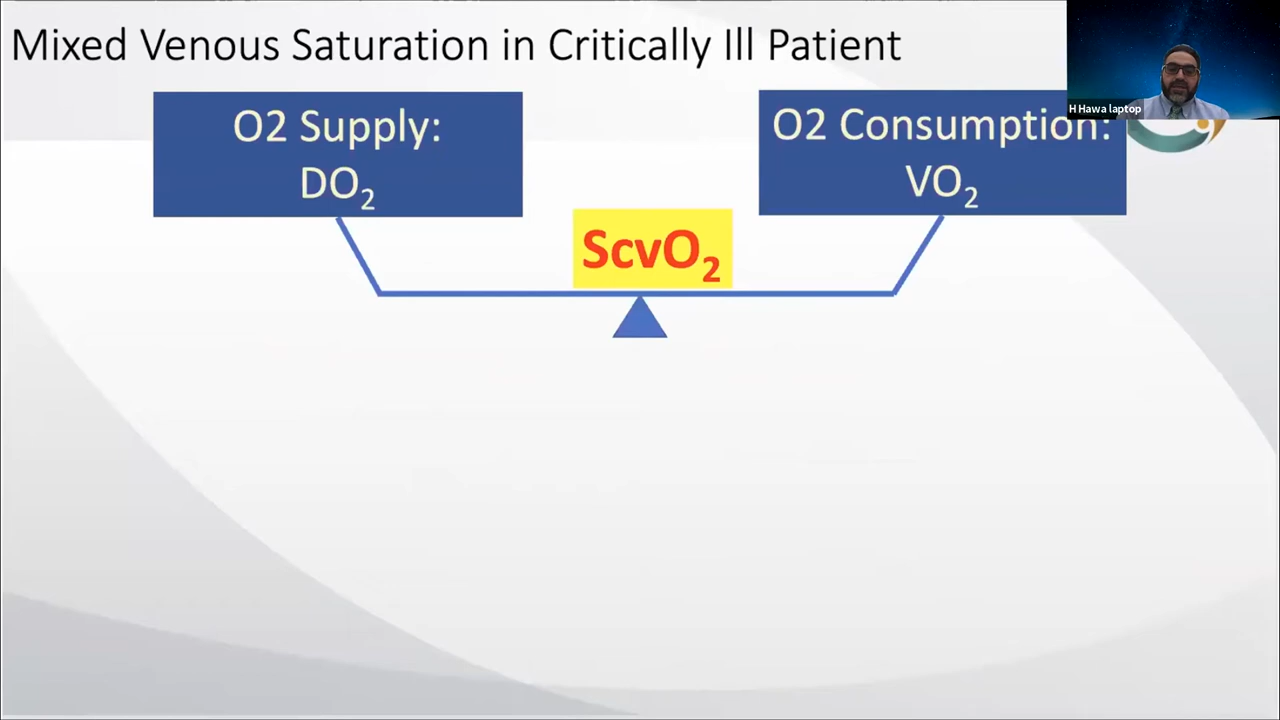 Mixed Venous Saturation in Critically Ill Patient
H Hawa laptop
O2 Supply:
DO₂
O2 Consumption:
VO₂
ScvO₂